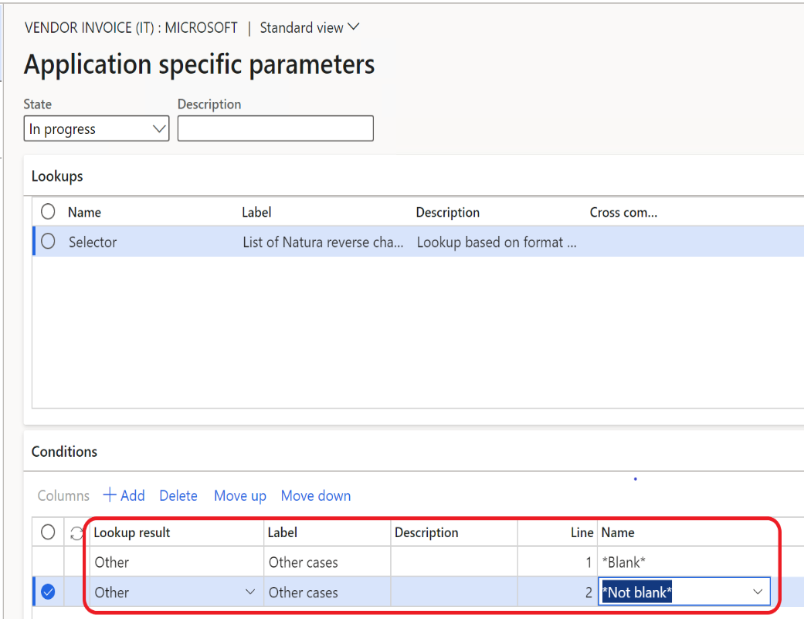 VENDOR INVOICE (IT) : MICROSOFT | Standard view
Application specific parameters
State Description
In progress
Lookups
Name Label Description Cross com...
Selector List of Natura reverse cha... Lookup based on format ...
Conditions
Columns + Add Delete Move up Move down
Lookup result Label Description Line Name
Other Other cases 1 *Blank*
Other Other cases 2 *Not blank*